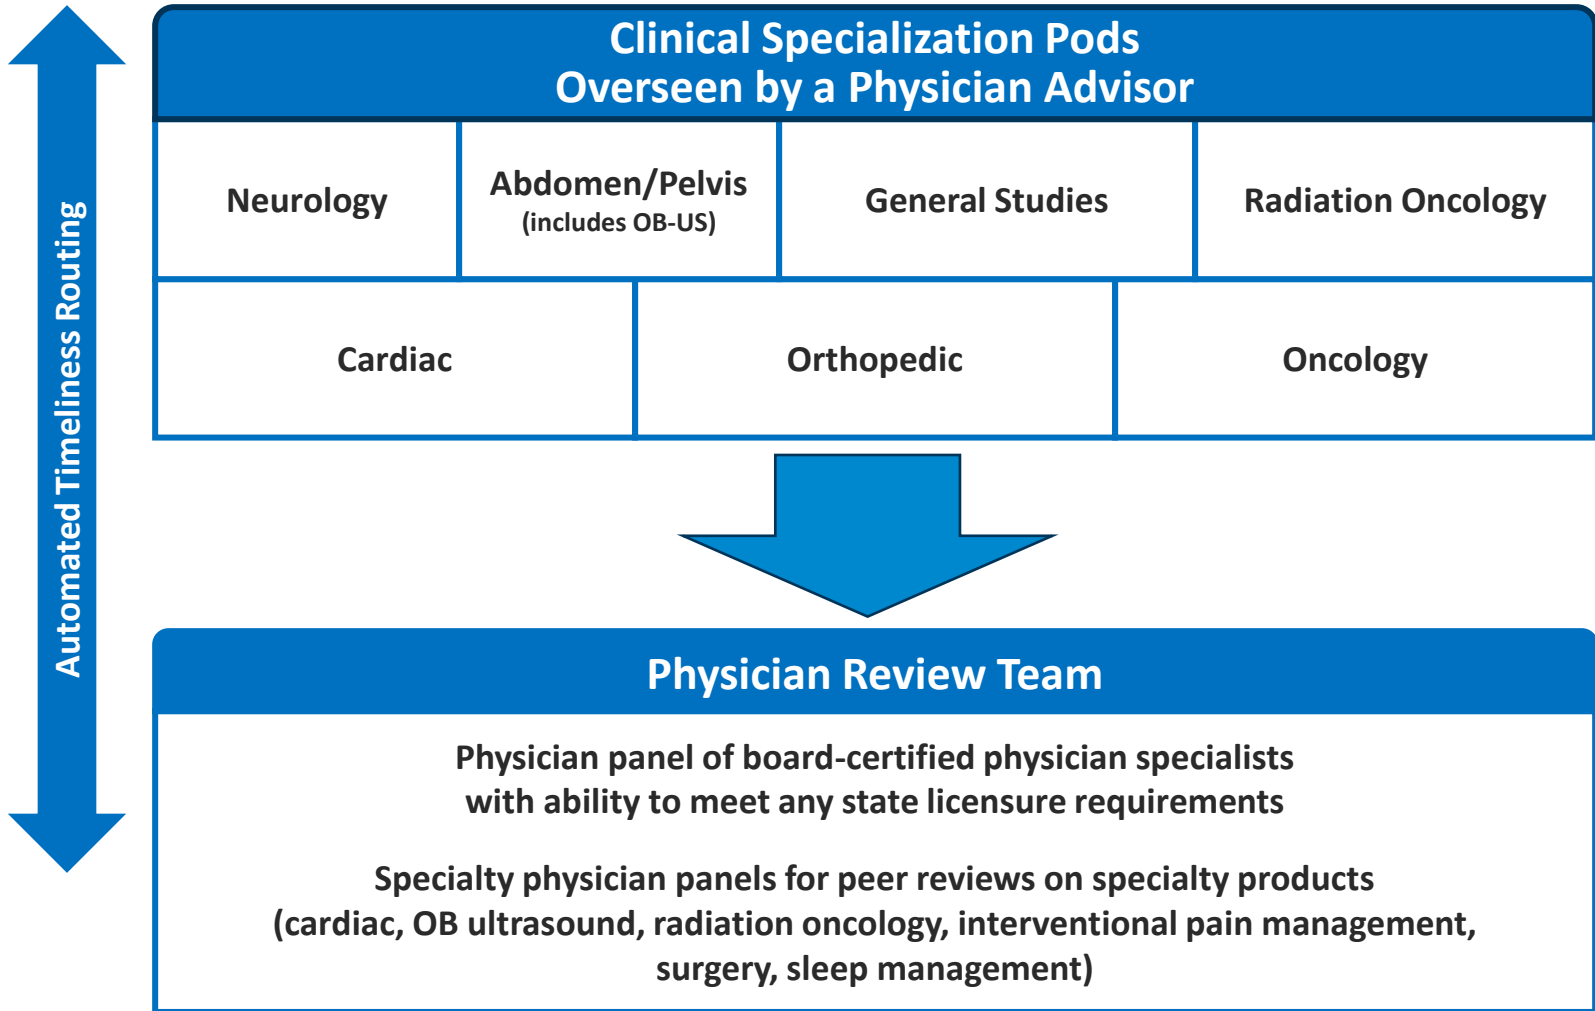 Clinical Specialization Pods
Overseen by a Physician Advisor
Neurology
Abdomen/Pelvis
(includes OB-US)
General Studies
Radiation Oncology
Cardiac
Orthopedic
Oncology
Automated Timeliness Routing
Physician Review Team
Physician panel of board-certified physician specialists
with ability to meet any state licensure requirements
Specialty physician panels for peer reviews on specialty products
(cardiac, OB ultrasound, radiation oncology, interventional pain management,
surgery, sleep management)